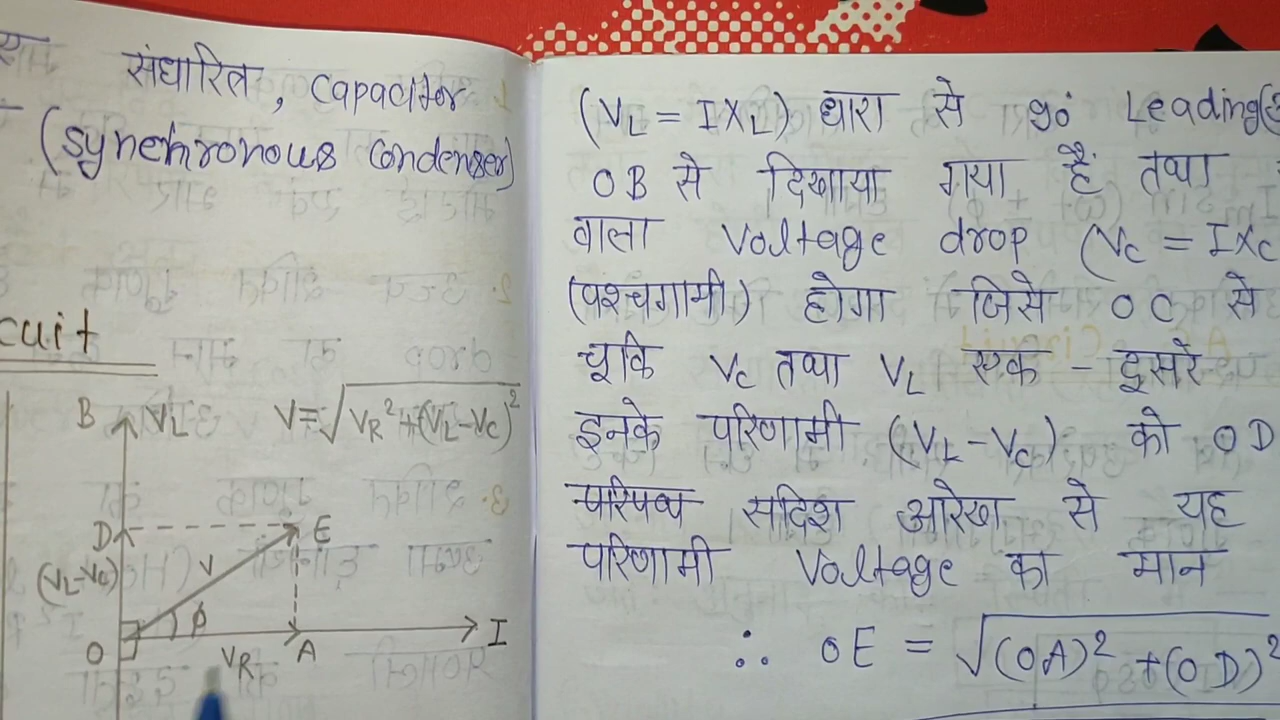 संधारित्र, Capacitor
(synchronous Condenser)
cuit
B VL V=√VR²+(VL-VC)²
D E
(VL-VC) V
ϕ
O VR A I
(VL = IXL) धारा से 90 Leading(
OB से दिखाया गया हैं तथा
वाला Voltage drop (VC = IXC
(पश्चगामी) होगा जिसे OC से
चूकि VC तथा VL एक - दूसरे
इनके परिणामी (VL-VC) को OD
परिपथ सदिश आरेख से यह
परिणामी Voltage का मान
∴ OE = √(OA)² +(OD)²